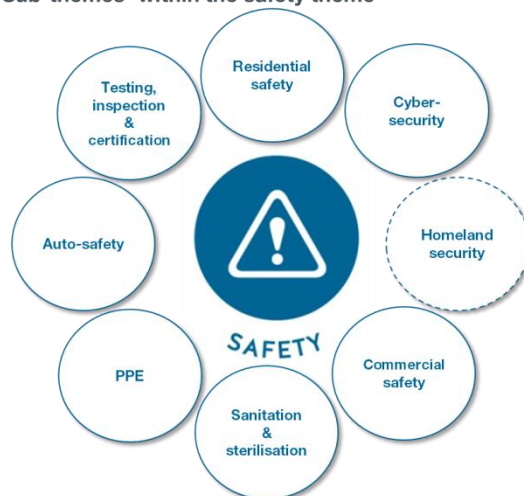 Sub-themes* within the safety theme
Residential
safety
Cyber-
security
Homeland
security
Commercial
safety
Sanitation
&
sterilisation
PPE
Auto-safety
Testing,
inspection
&
certification
SAFETY